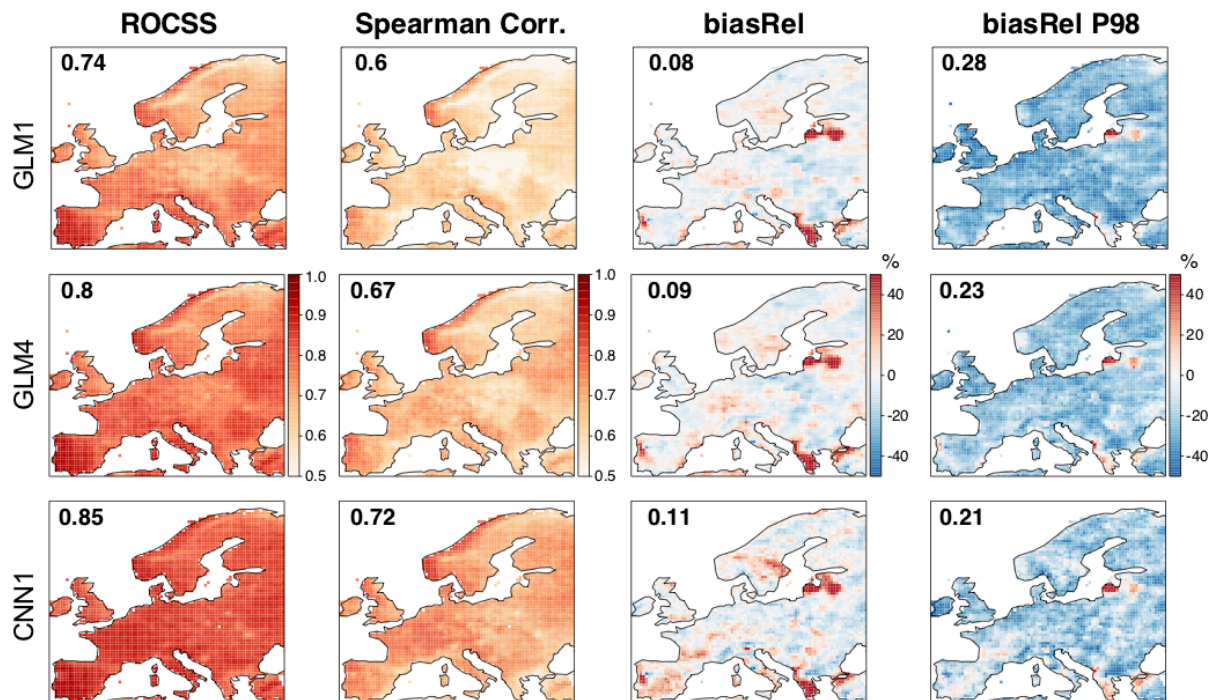 ROCSS Spearman Corr. biasRel biasRel P98
GLM1
0.74 0.6 0.08 0.28
% %
GLM4
0.8 0.67 0.09 0.23
1.0 1.0 40 40
0.9 0.9 20 20
0.8 0.8 0 0
0.7 0.7 -20 -20
0.6 0.6 -40 -40
0.5 0.5
CNN1
0.85 0.72 0.11 0.21